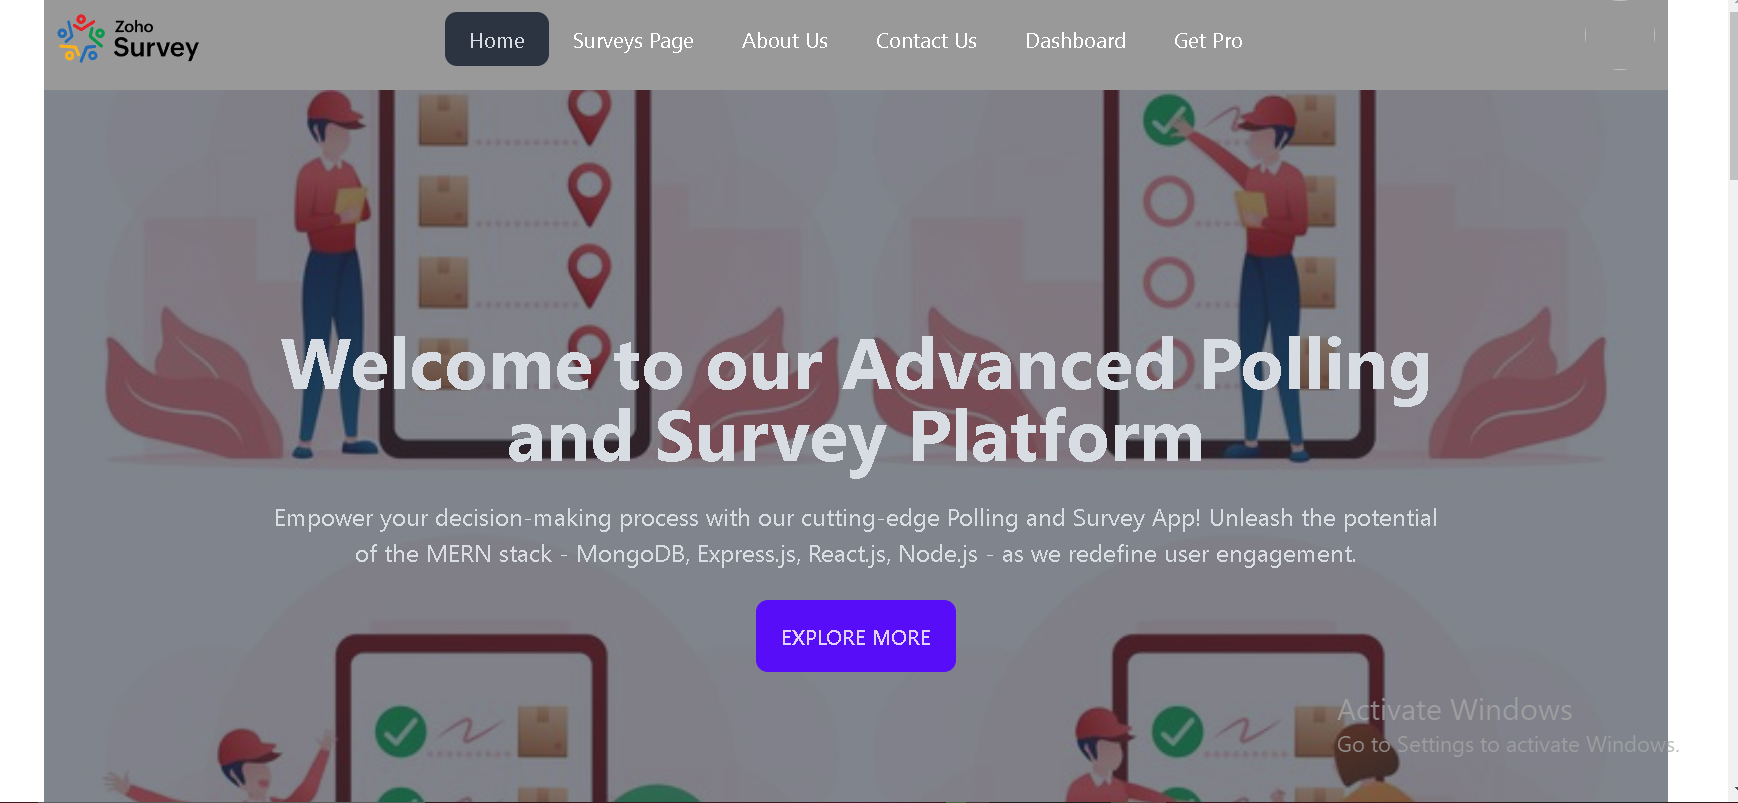 Zoho
Survey
Home Surveys Page About Us Contact Us Dashboard Get Pro
Welcome to our Advanced Polling
and Survey Platform
Empower your decision-making process with our cutting-edge Polling and Survey App! Unleash the potential
of the MERN stack - MongoDB, Express.js, React.js, Node.js - as we redefine user engagement.
EXPLORE MORE
Activate Windows
Go to Settings to activate Windows.